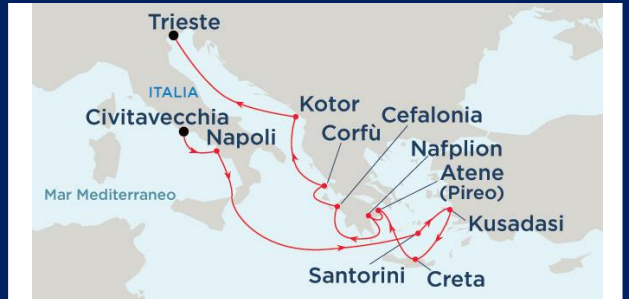 Trieste
ITALIA
Civitavecchia
Napoli
Kotor
Corfù
Cefalonia
Nafplion
Atene
(Pireo)
Mar Mediterraneo
Kusadasi
Santorini
Creta